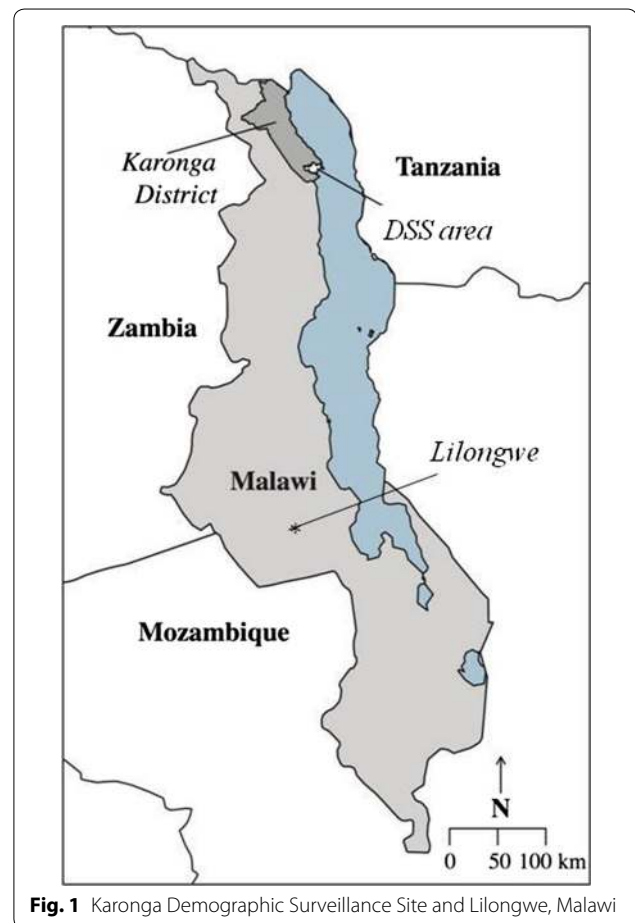 Karonga
District
Tanzania
DSS area
Zambia
Lilongwe
Malawi
Mozambique
N
0 50 100 km
Fig. 1 Karonga Demographic Surveillance Site and Lilongwe, Malawi